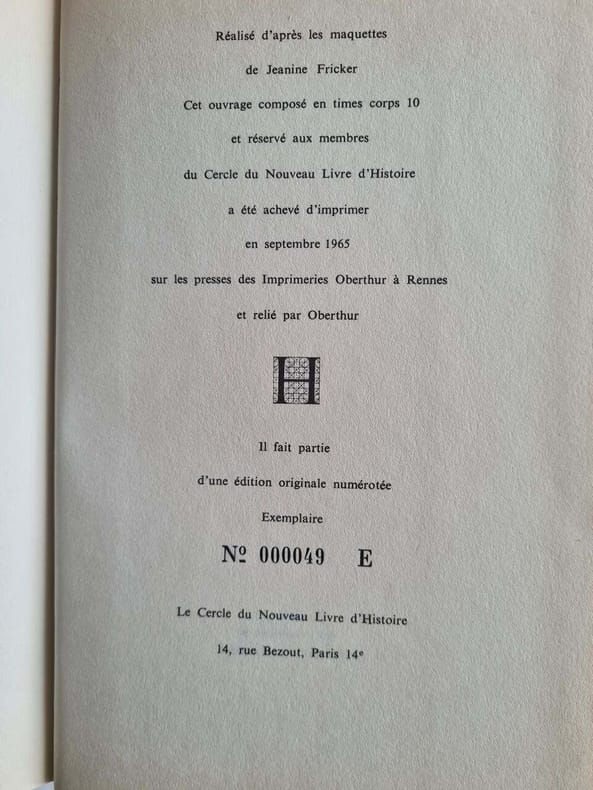 Réalisé d'après les maquettes
de Jeanine Fricker
Cet ouvrage composé en times corps 10
et réservé aux membres
du Cercle du Nouveau Livre d'Histoire
a été achevé d'imprimer
en septembre 1965
sur les presses des Imprimeries Oberthur à Rennes
et relié par Oberthur
H
Il fait partie
d'une édition originale numérotée
Exemplaire
Nº 000049 E
Le Cercle du Nouveau Livre d'Histoire
14, rue Bezout, Paris 14e